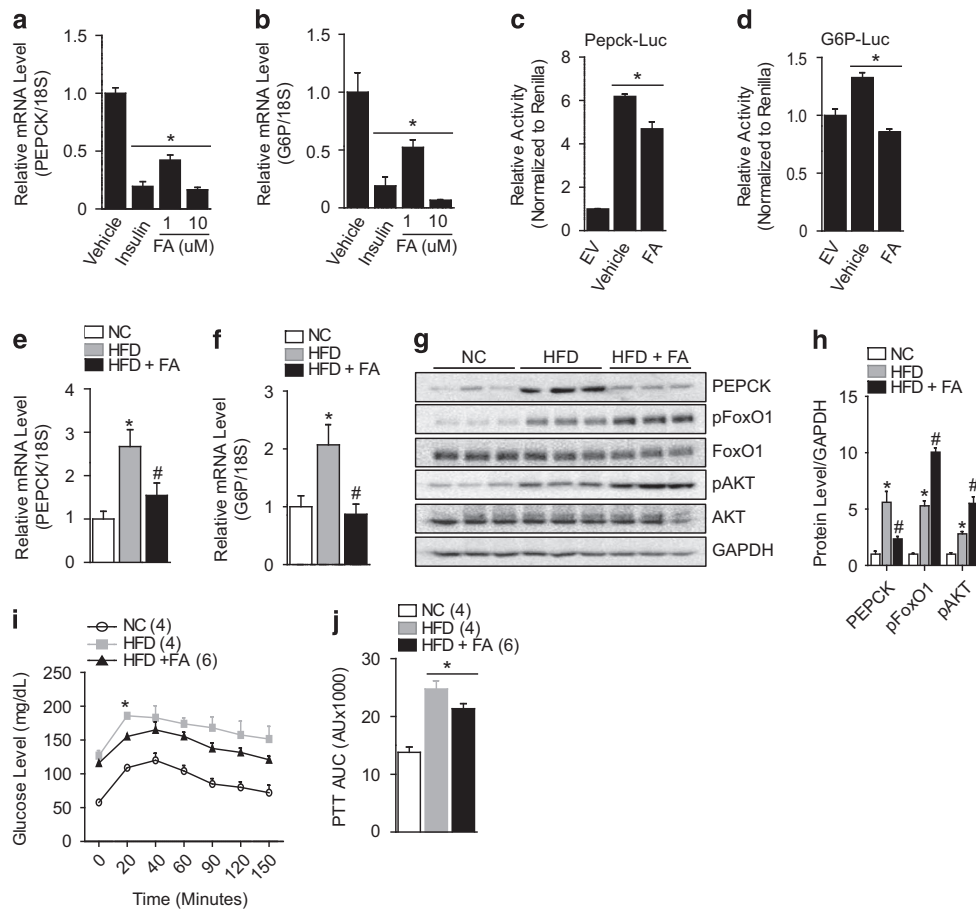 a
Relative mRNA Level
(PEPCK/18S)
1.5
1.0
0.5
0
*
Vehicle
Insulin
1 10
FA (uM)
b
Relative mRNA Level
(G6P/18S)
1.5
1.0
0.5
0
*
Vehicle
Insulin
1 10
FA (uM)
c
Pepck-Luc
Relative Activity
(Normalized to Renilla)
8
6
4
2
0
*
EV
Vehicle
FA
d
G6P-Luc
Relative Activity
(Normalized to Renilla)
1.5
1.0
0.5
0
*
EV
Vehicle
FA
e
NC
HFD
HFD + FA
Relative mRNA Level
(PEPCK/18S)
4
3
2
1
0
*
#
f
NC
HFD
HFD + FA
Relative mRNA Level
(G6P/18S)
3
2
1
0
*
#
g
NC HFD HFD + FA
PEPCK
pFoxO1
FoxO1
pAKT
AKT
GAPDH
h
NC
HFD
HFD + FA
Protein Level/GAPDH
15
10
5
0
* # * # * #
PEPCK
pFoxO1
pAKT
i
NC (4)
HFD (4)
HFD +FA (6)
Glucose Level (mg/dL)
250
200
150
100
50
0
*
0 20 40 60 90 120 150
Time (Minutes)
j
NC (4)
HFD (4)
HFD + FA (6)
PTT AUC (AUx1000)
30
20
10
0
*